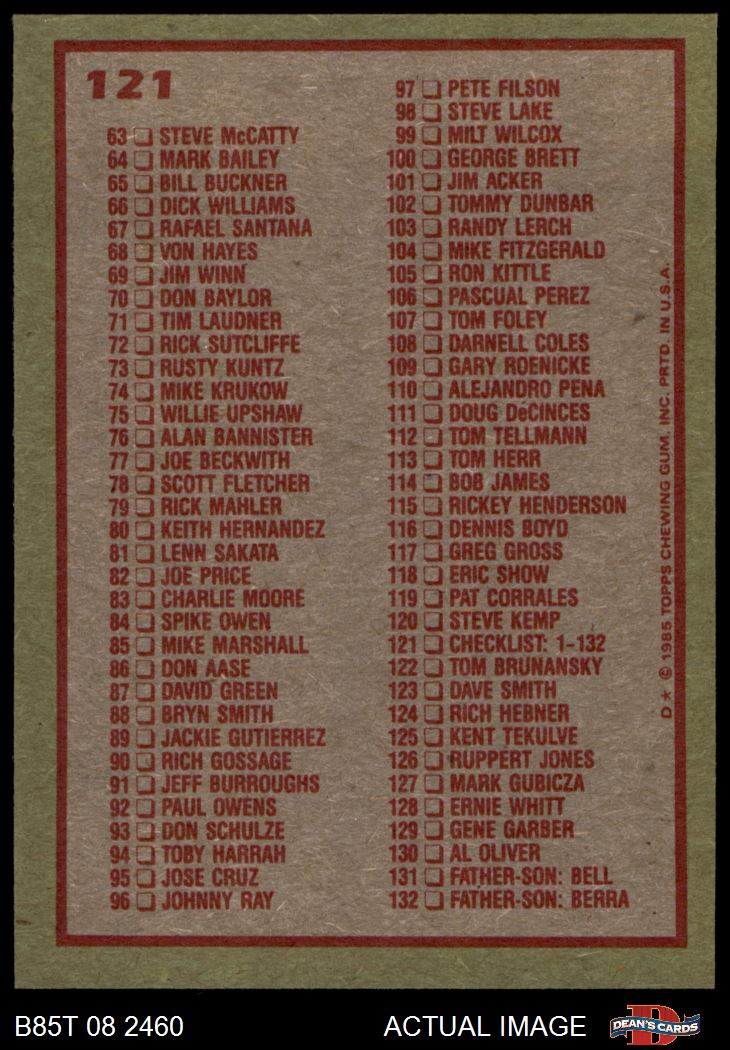 121
63 STEVE McCATTY
64 MARK BAILEY
65 BILL BUCKNER
66 DICK WILLIAMS
67 RAFAEL SANTANA
68 VON HAYES
69 JIM WINN
70 DON BAYLOR
71 TIM LAUDNER
72 RICK SUTCLIFFE
73 RUSTY KUNTZ
74 MIKE KRUKOW
75 WILLIE UPSHAW
76 ALAN BANNISTER
77 JOE BECKWITH
78 SCOTT FLETCHER
79 RICK MAHLER
80 KEITH HERNANDEZ
81 LENN SAKATA
82 JOE PRICE
83 CHARLIE MOORE
84 SPIKE OWEN
85 MIKE MARSHALL
86 DON AASE
87 DAVID GREEN
88 BRYN SMITH
89 JACKIE GUTIERREZ
90 RICH GOSSAGE
91 JEFF BURROUGHS
92 PAUL OWENS
93 DON SCHULZE
94 TOBY HARRAH
95 JOSE CRUZ
96 JOHNNY RAY
97 PETE FILSON
98 STEVE LAKE
99 MILT WILCOX
100 GEORGE BRETT
101 JIM ACKER
102 TOMMY DUNBAR
103 RANDY LERCH
104 MIKE FITZGERALD
105 RON KITTLE
106 PASCUAL PEREZ
107 TOM FOLEY
108 DARNELL COLES
109 GARY ROENICKE
110 ALEJANDRO PENA
111 DOUG DeCINCES
112 TOM TELLMANN
113 TOM HERR
114 BOB JAMES
115 RICKEY HENDERSON
116 DENNIS BOYD
117 GREG GROSS
118 ERIC SHOW
119 PAT CORRALES
120 STEVE KEMP
121 CHECKLIST: 1-132
122 TOM BRUNANSKY
123 DAVE SMITH
124 RICH HEBNER
125 KENT TEKULVE
126 RUPPERT JONES
127 MARK GUBICZA
128 ERNIE WHITT
129 GENE GARBER
130 AL OLIVER
131 FATHER-SON: BELL
132 FATHER-SON: BERRA
D★ © 1985 TOPPS CHEWING GUM, INC. PRTD. IN U.S.A.
B85T 08 2460 ACTUAL IMAGE
DEAN'S CARDS